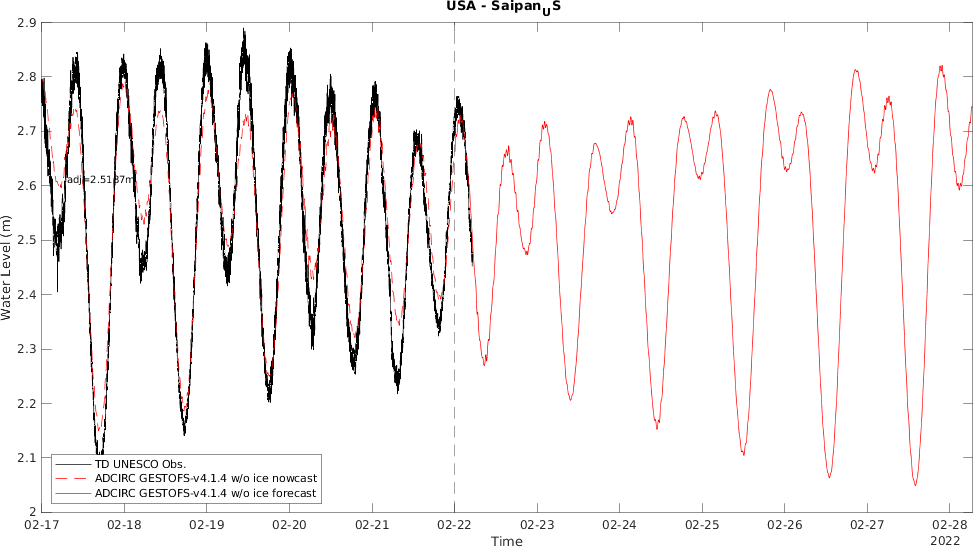 USA - Saipan_US
2.9
2.8
2.7
2.6
2.5
2.4
2.3
2.2
2.1
2
Water Level (m)
adj=2.5187m
TD UNESCO Obs.
ADCIRC GESTOFS-v4.1.4 w/o ice nowcast
ADCIRC GESTOFS-v4.1.4 w/o ice forecast
02-17 02-18 02-19 02-20 02-21 02-22 02-23 02-24 02-25 02-26 02-27 02-28
Time
2022